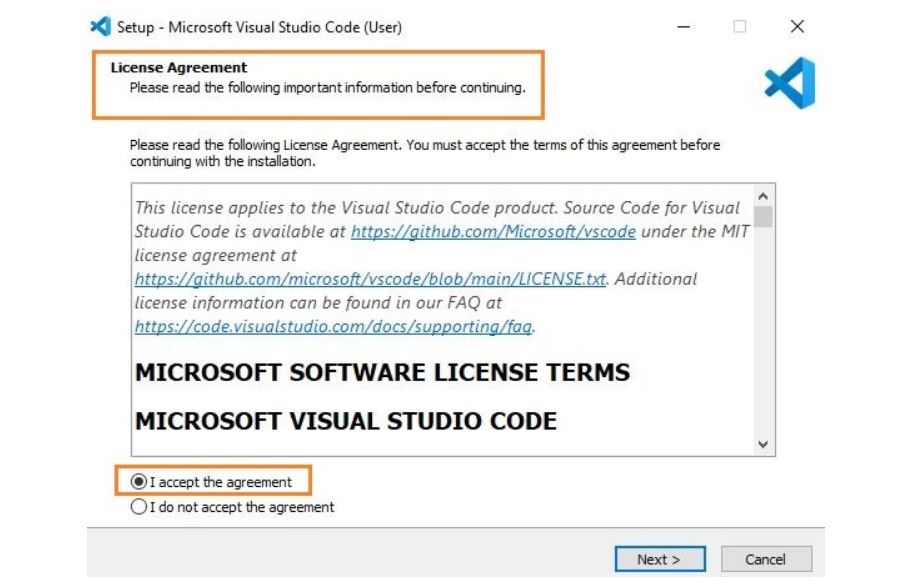 Setup - Microsoft Visual Studio Code (User)
License Agreement
Please read the following important information before continuing.
Please read the following License Agreement. You must accept the terms of this agreement before
continuing with the installation.
This license applies to the Visual Studio Code product. Source Code for Visual
Studio Code is available at https://github.com/Microsoft/vscode under the MIT
license agreement at
https://github.com/microsoft/vscode/blob/main/LICENSE.txt. Additional
license information can be found in our FAQ at
https://code.visualstudio.com/docs/supporting/faq.
MICROSOFT SOFTWARE LICENSE TERMS
MICROSOFT VISUAL STUDIO CODE
I accept the agreement
I do not accept the agreement
Next >
Cancel